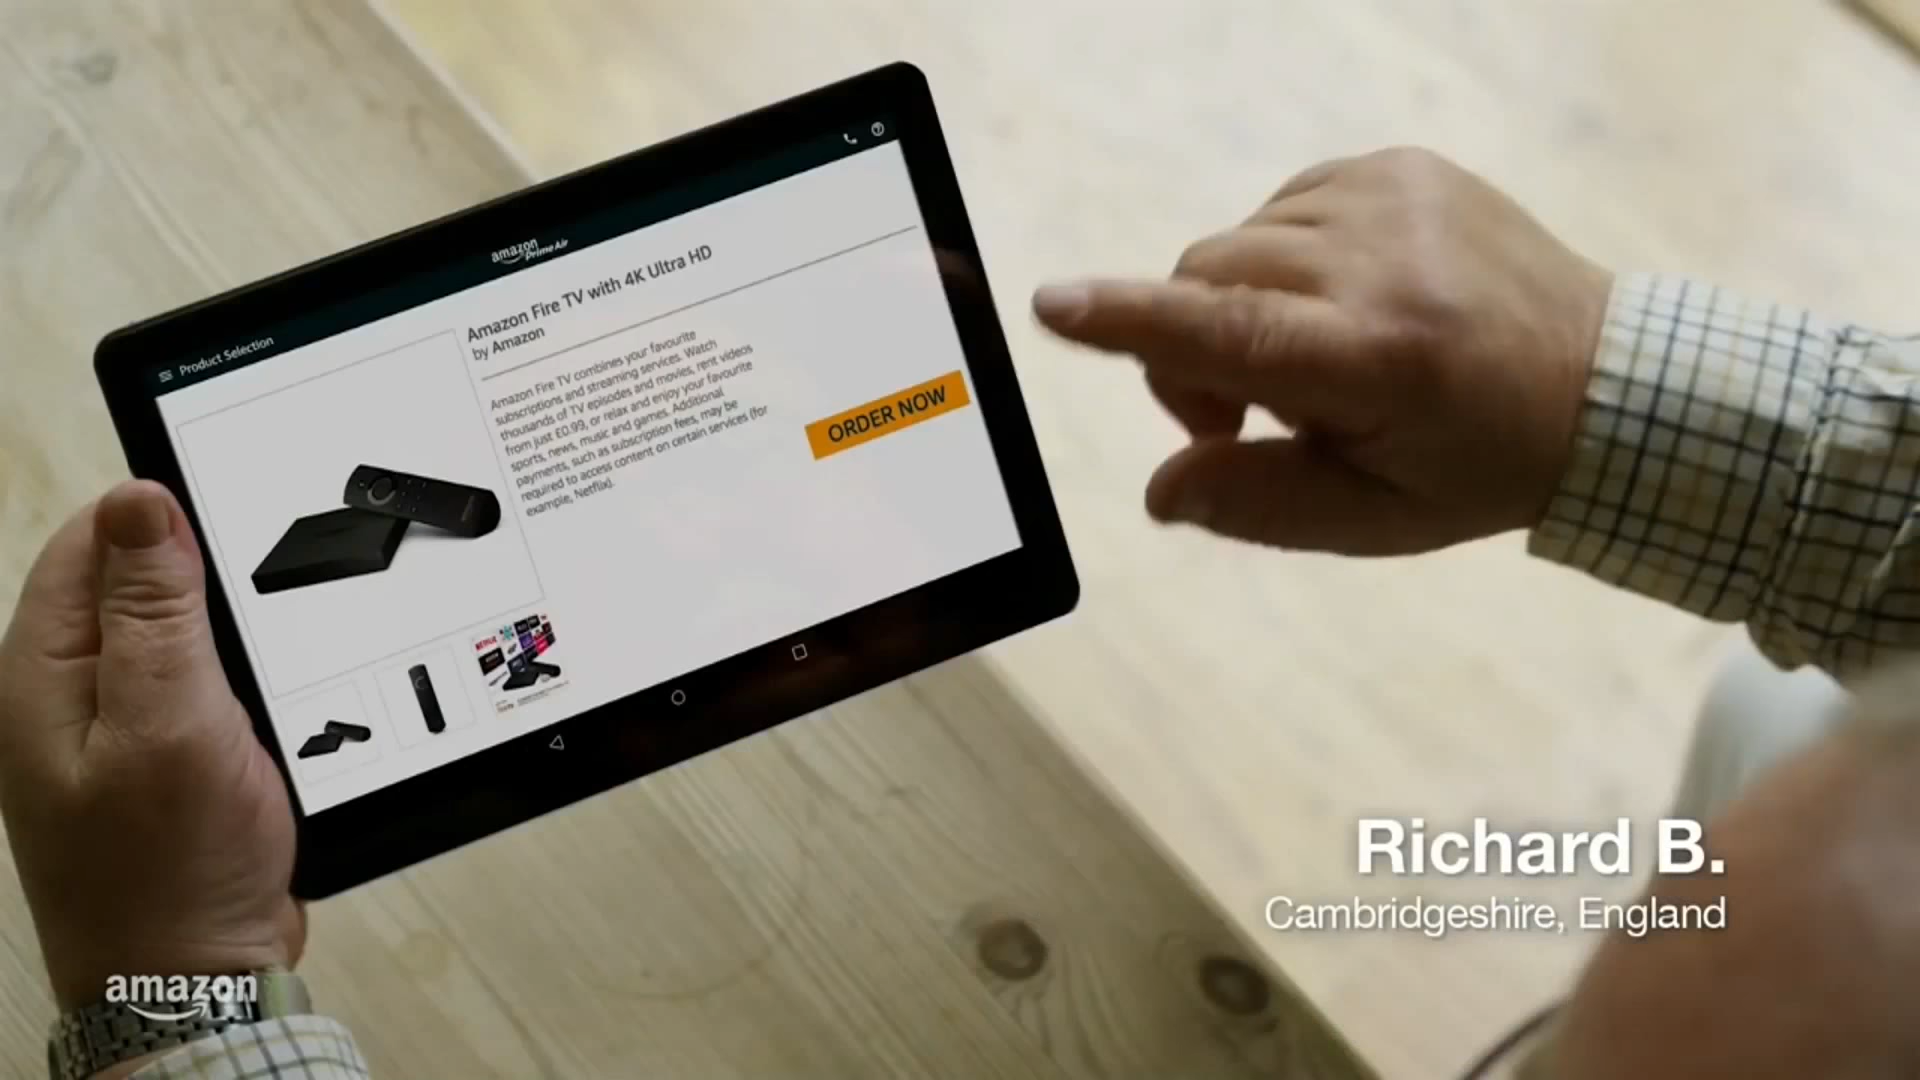 amazon
Prime Air
Product Selection
Amazon Fire TV with 4K Ultra HD
by Amazon
Amazon Fire TV combines your favourite
subscriptions and streaming services. Watch
thousands of TV episodes and movies, rent videos
from just £0.99, or relax and enjoy your favourite
sports, news, music and games. Additional
payments, such as subscription fees, may be
required to access content on certain services (for
example, Netflix).
ORDER NOW
NETFLIX
Richard B.
Cambridgeshire, England
amazon